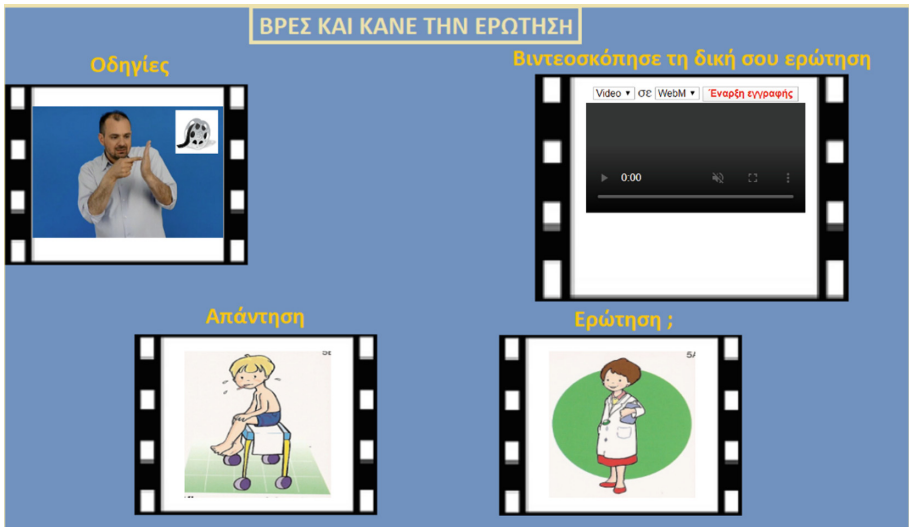 ΒΡΕΣ ΚΑΙ ΚΑΝΕ ΤΗΝ ΕΡΩΤΗΣΗ
Οδηγίες
Βιντεοσκόπησε τη δική σου ερώτηση
Video σε WebM Έναρξη εγγραφής
0:00
Απάντηση
Ερώτηση ;